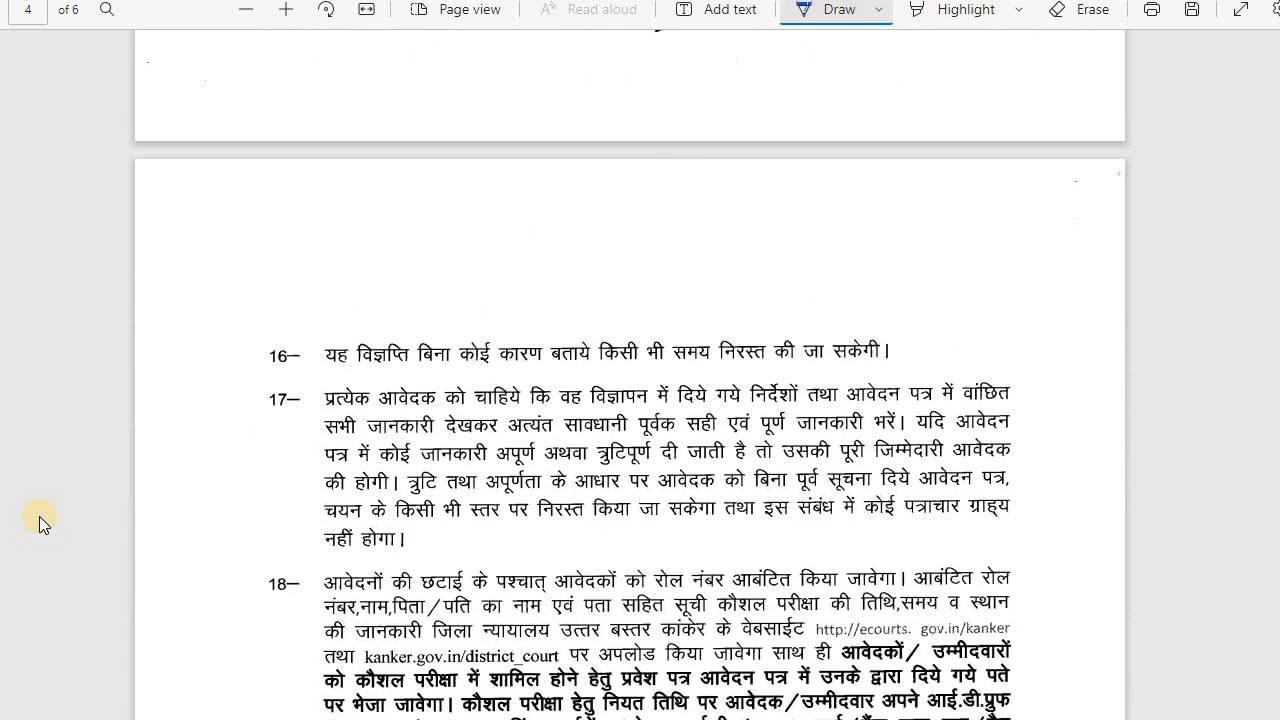 4 of 6 Page view Read aloud Add text Draw Highlight Erase
16– यह विज्ञप्ति बिना कोई कारण बताये किसी भी समय निरस्त की जा सकेगी।
17– प्रत्येक आवेदक को चाहिये कि वह विज्ञापन में दिये गये निर्देशों तथा आवेदन पत्र में वांछित
सभी जानकारी देखकर अत्यंत सावधानी पूर्वक सही एवं पूर्ण जानकारी भरें। यदि आवेदन
पत्र में कोई जानकारी अपूर्ण अथवा त्रुटिपूर्ण दी जाती है तो उसकी पूरी जिम्मेदारी आवेदक
की होगी। त्रुटि तथा अपूर्णता के आधार पर आवेदक को बिना पूर्व सूचना दिये आवेदन पत्र,
चयन के किसी भी स्तर पर निरस्त किया जा सकेगा तथा इस संबंध में कोई पत्राचार ग्राह्य
नहीं होगा।
18– आवेदनों की छटाई के पश्चात् आवेदकों को रोल नंबर आबंटित किया जावेगा। आबंटित रोल
नंबर,नाम,पिता/पति का नाम एवं पता सहित सूची कौशल परीक्षा की तिथि,समय व स्थान
की जानकारी जिला न्यायालय उत्तर बस्तर कांकेर के वेबसाईट http://ecourts. gov.in/kanker
तथा kanker.gov.in/district_court पर अपलोड किया जावेगा साथ ही आवेदकों/ उम्मीदवारों
को कौशल परीक्षा में शामिल होने हेतु प्रवेश पत्र आवेदन पत्र में उनके द्वारा दिये गये पते
पर भेजा जावेगा। कौशल परीक्षा हेतु नियत तिथि पर आवेदक/उम्मीदवार अपने आई.डी.प्रुफ